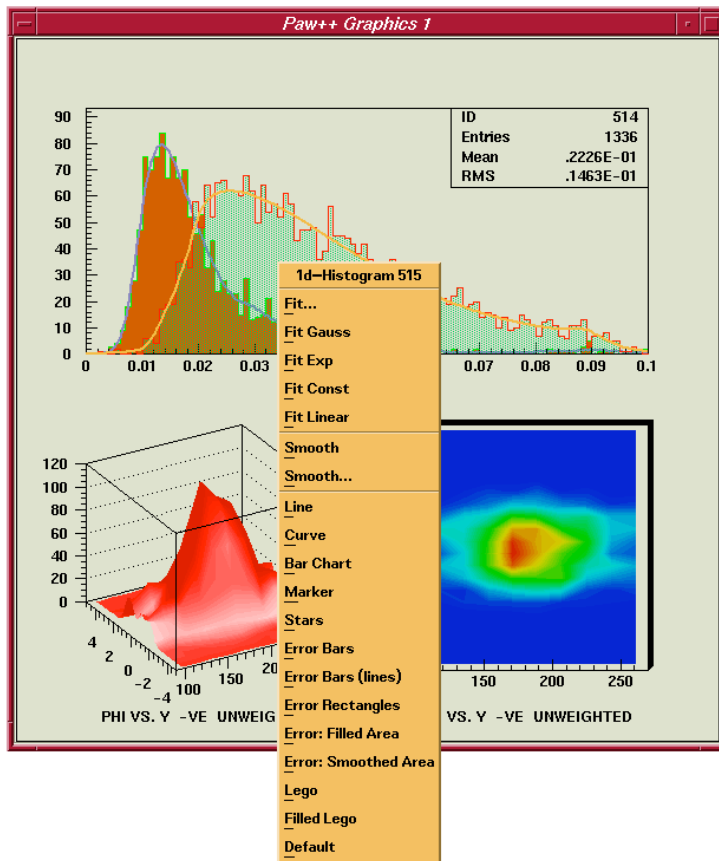 Paw++ Graphics 1
ID 514
Entries 1336
Mean .2226E-01
RMS .1463E-01
90
80
70
60
50
40
30
20
10
0
0 0.01 0.02 0.03 0.07 0.08 0.09 0.1
1d-Histogram 515
Fit...
Fit Gauss
Fit Exp
Fit Const
Fit Linear
Smooth
Smooth...
Line
Curve
Bar Chart
Marker
Stars
Error Bars
Error Bars (lines)
Error Rectangles
Error: Filled Area
Error: Smoothed Area
Lego
Filled Lego
Default
120
100
80
60
40
20
0
4
2
0
-2
-4
100 150
PHI VS. Y -VE UNWEIG
150 200 250
VS. Y -VE UNWEIGHTED